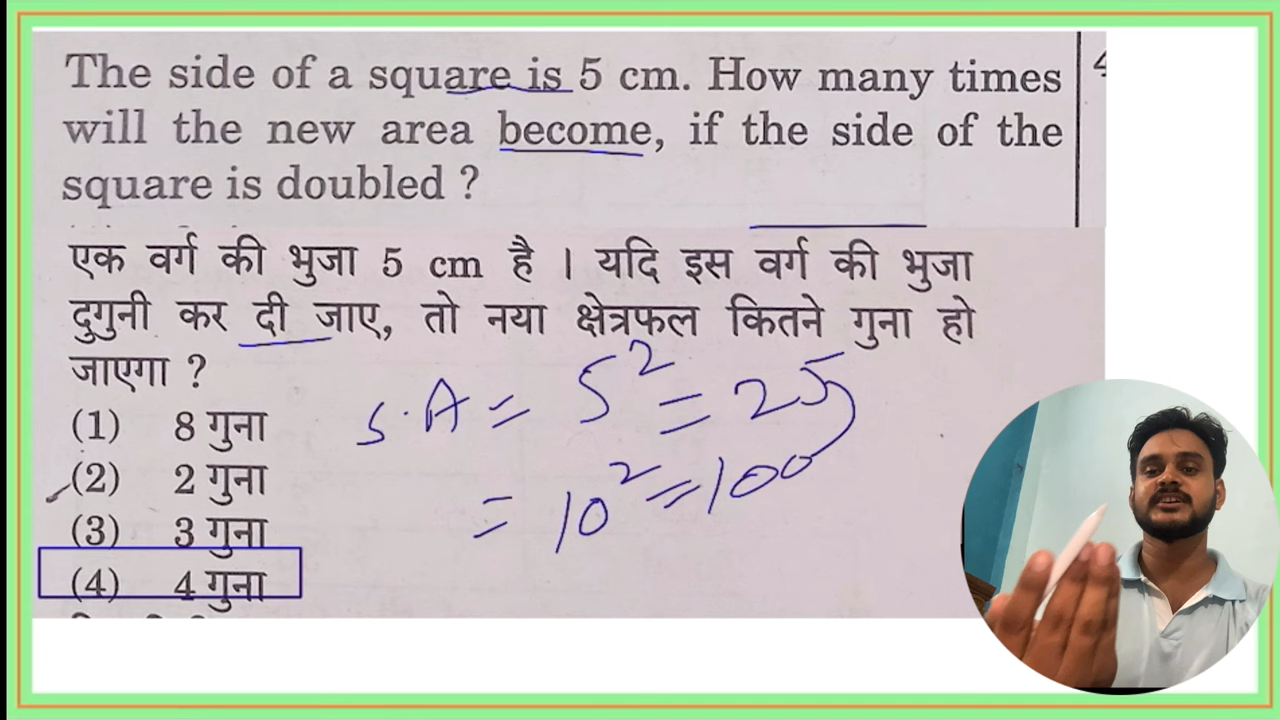 The side of a square is 5 cm. How many times
will the new area become, if the side of the
square is doubled ?
एक वर्ग की भुजा 5 cm है । यदि इस वर्ग की भुजा
दुगुनी कर दी जाए, तो नया क्षेत्रफल कितने गुना हो
जाएगा ?
(1) 8 गुना
(2) 2 गुना
(3) 3 गुना
(4) 4 गुना
S.A = 5² = 25
= 10² = 100